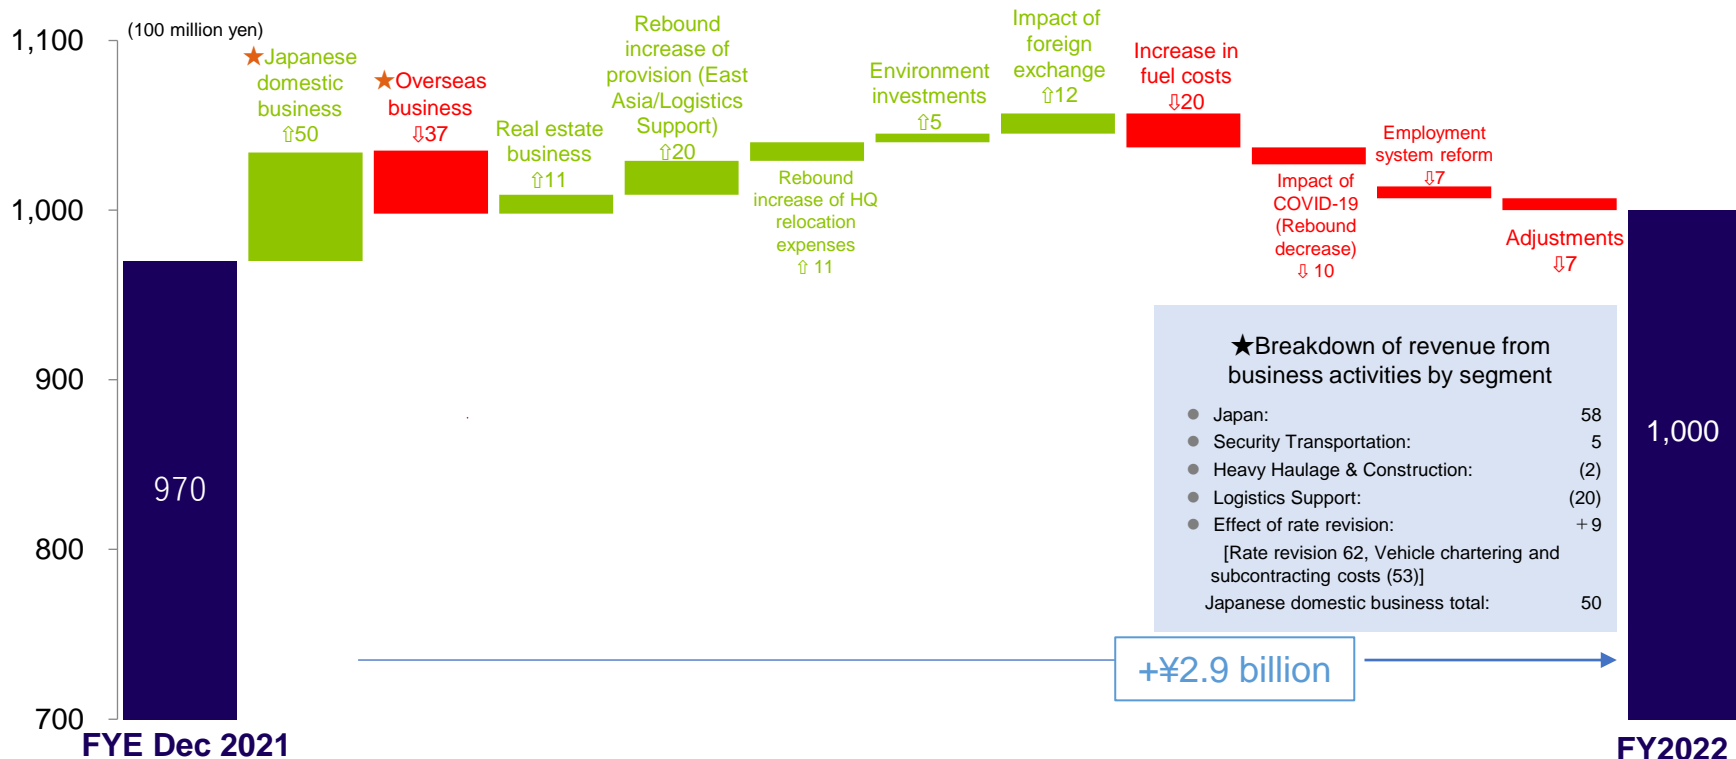 (100 million yen)
1,100
1,000
900
800
700
★Japanese
domestic
business
⇧50
★Overseas
business
⇩37
Real estate
business
⇧11
Rebound
increase of
provision (East
Asia/Logistics
Support)
⇧20
Rebound
increase of HQ
relocation
expenses
⇧ 11
Environment
investments
⇧5
Impact of
foreign
exchange
⇧12
Increase in
fuel costs
⇩20
Impact of
COVID-19
(Rebound
decrease)
⇩ 10
Employment
system reform
⇩7
Adjustments
⇩7
970
1,000
★Breakdown of revenue from
business activities by segment
● Japan: 58
● Security Transportation: 5
● Heavy Haulage & Construction: (2)
● Logistics Support: (20)
● Effect of rate revision: +9
[Rate revision 62, Vehicle chartering and
subcontracting costs (53)]
Japanese domestic business total: 50
+¥2.9 billion
FYE Dec 2021
FY2022